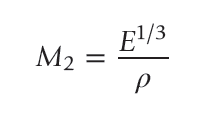 M₂ = E^{1/3} / ρ